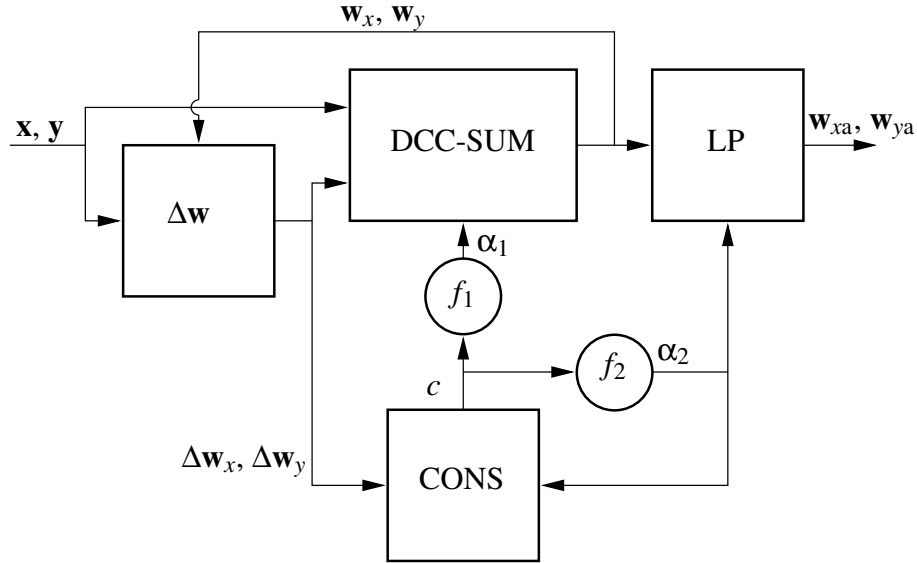 w_x, w_y
x, y
DCC-SUM
LP
w_xa, w_ya
Δw
α_1
f_1
f_2
α_2
c
Δw_x, Δw_y
CONS